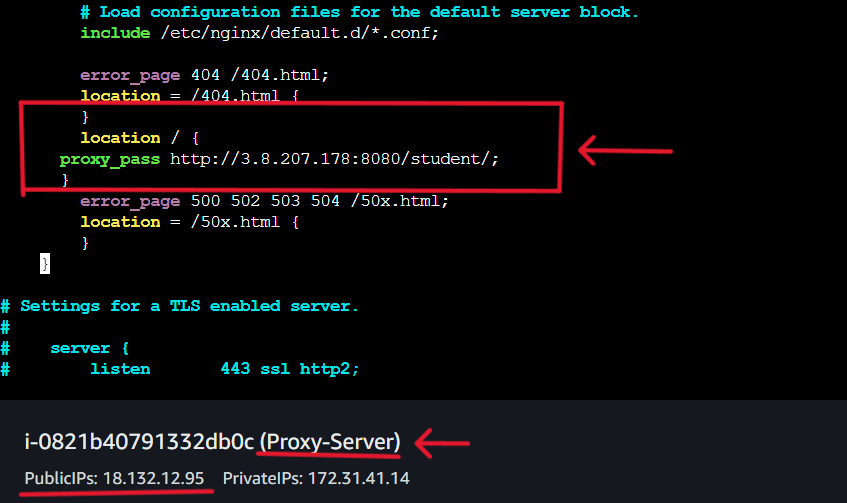 # Load configuration files for the default server block.
include /etc/nginx/default.d/*.conf;
error_page 404 /404.html;
location = /404.html {
}
location / {
proxy_pass http://3.8.207.178:8080/student/;
}
error_page 500 502 503 504 /50x.html;
location = /50x.html {
}
}
# Settings for a TLS enabled server.
#
# server {
# listen 443 ssl http2;
i-0821b40791332db0c (Proxy-Server)
PublicIPs: 18.132.12.95 PrivateIPs: 172.31.41.14